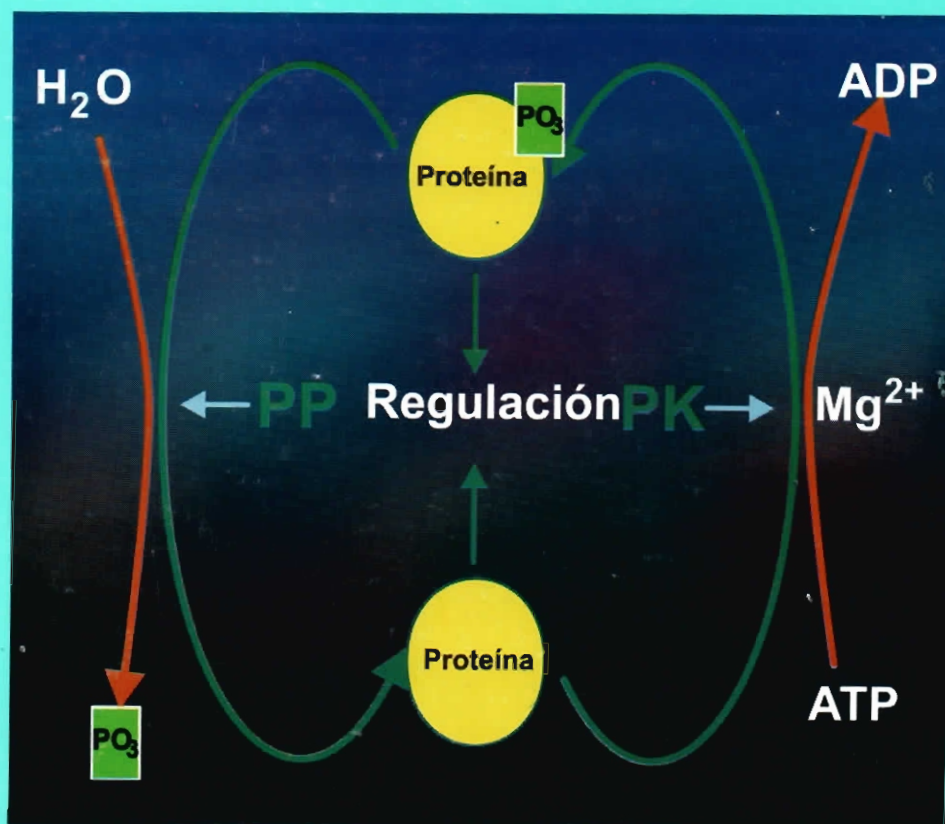 H₂O
ADP
PO₃
Proteína
PP
Regulación
PK
Mg²⁺
Proteína
ATP
PO₃